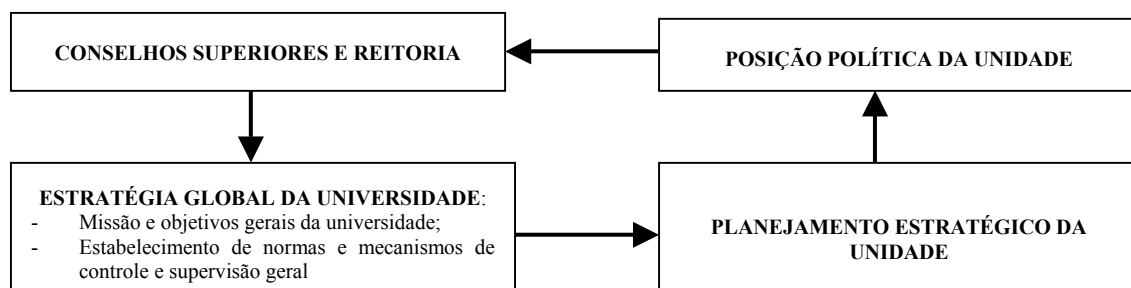 CONSELHOS SUPERIORES E REITORIA
POSIÇÃO POLÍTICA DA UNIDADE
ESTRATÉGIA GLOBAL DA UNIVERSIDADE:
- Missão e objetivos gerais da universidade;
- Estabelecimento de normas e mecanismos de
controle e supervisão geral
PLANEJAMENTO ESTRATÉGICO DA
UNIDADE